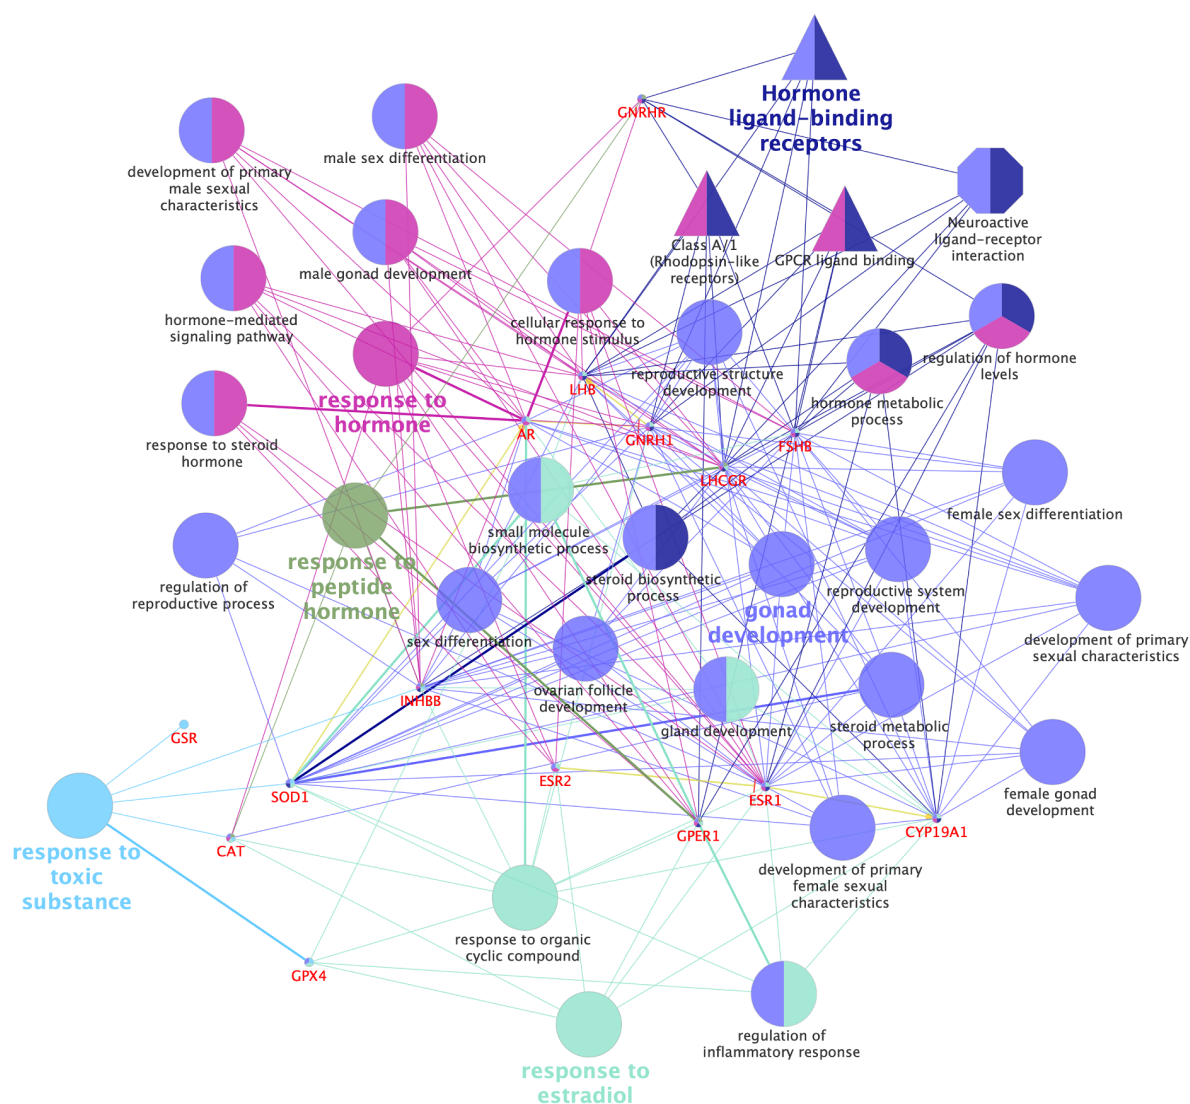 Hormone
ligand-binding
receptors
GNRHR
male sex differentiation
development of primary
male sexual
characteristics
Neuroactive
ligand-receptor
interaction
Class A/1
(Rhodopsin-like
receptors)
GPCR ligand binding
male gonad development
hormone-mediated
signaling pathway
cellular response to
hormone stimulus
regulation of hormone
levels
reproductive structure
development
LHB
hormone metabolic
process
response to
hormone
AR
GNRH1
FSHB
response to steroid
hormone
LHCGR
female sex differentiation
small molecule
biosynthetic process
response to
peptide
hormone
regulation of
reproductive process
steroid biosynthetic
process
reproductive system
development
gonad
development
sex differentiation
development of primary
sexual characteristics
ovarian follicle
development
INHBB
gland development
steroid metabolic
process
GSR
SOD1
ESR2
ESR1
female gonad
development
CAT
GPER1
CYP19A1
response to
toxic
substance
development of primary
female sexual
characteristics
response to organic
cyclic compound
GPX4
regulation of
inflammatory response
response to
estradiol